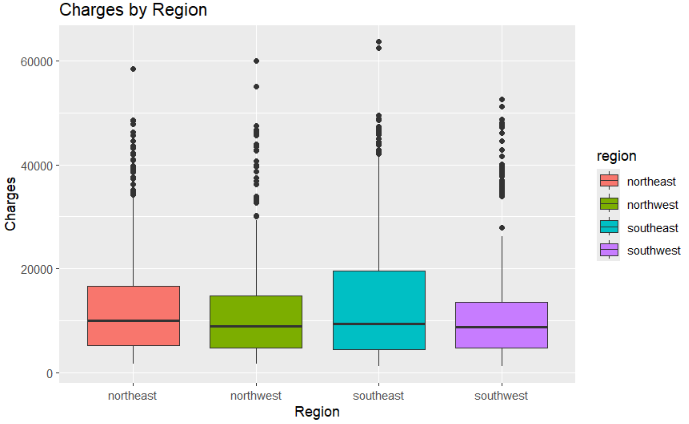 Charges by Region
60000
40000
20000
0
Charges
northeast
northwest
southeast
southwest
Region
region
northeast
northwest
southeast
southwest